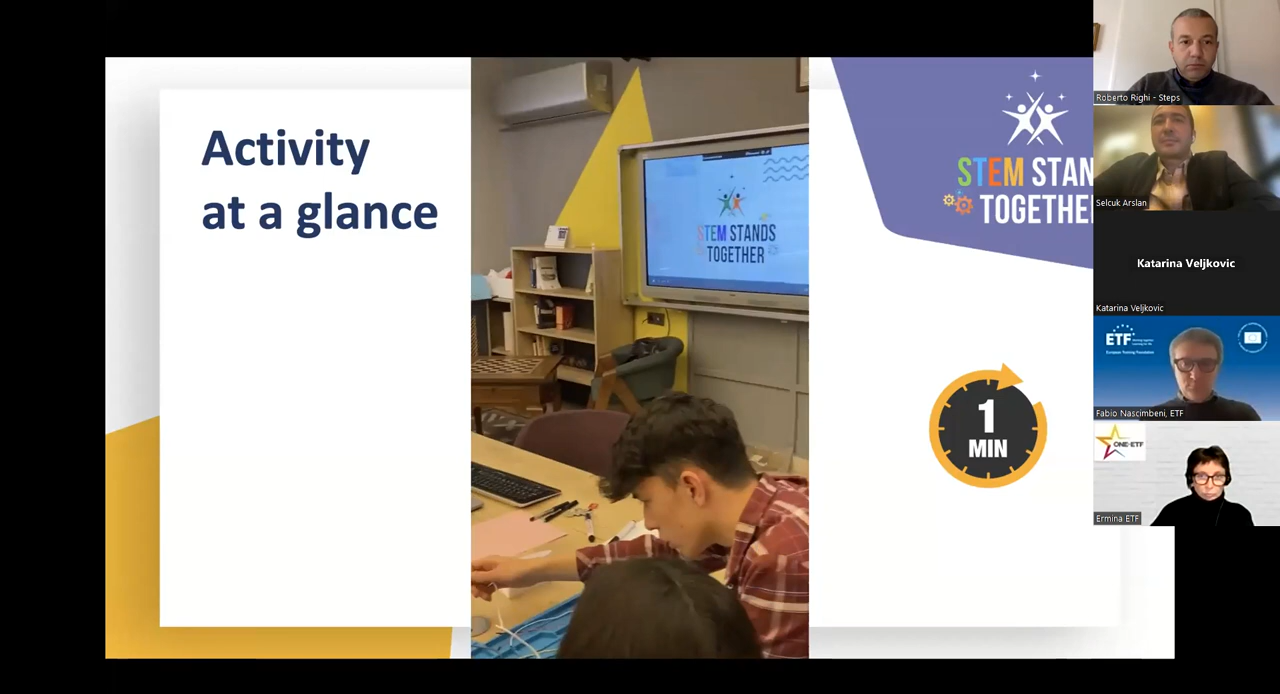 Activity
at a glance
STEM STANDS
TOGETHER
STEM STAN
TOGETHE
1
MIN
Roberto Righi - Steps
Selcuk Arslan
Katarina Veljkovic
Katarina Veljkovic
ETF
European Training Foundation
Fabio Nascimbeni, ETF
ONE-ETF
Ermina ETF